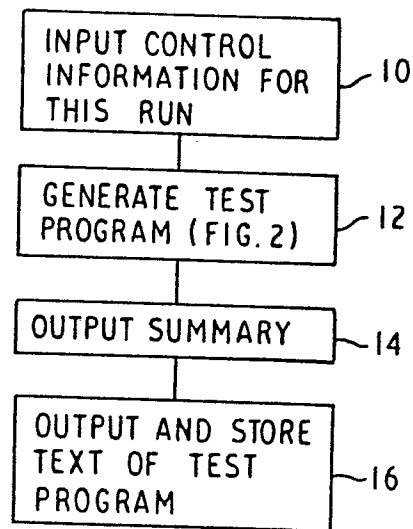 INPUT CONTROL
INFORMATION FOR
THIS RUN
10
GENERATE TEST
PROGRAM (FIG. 2)
12
OUTPUT SUMMARY
14
OUTPUT AND STORE
TEXT OF TEST
PROGRAM
16